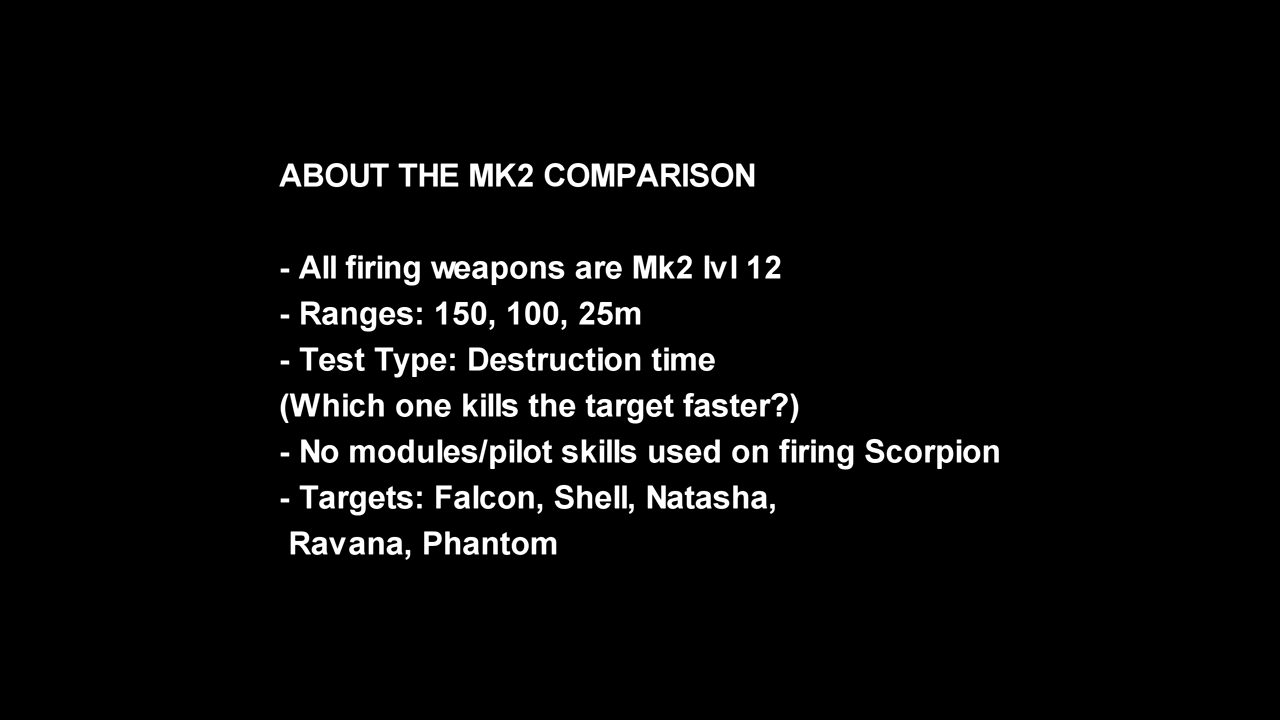 ABOUT THE MK2 COMPARISON
- All firing weapons are Mk2 lvl 12
- Ranges: 150, 100, 25m
- Test Type: Destruction time
(Which one kills the target faster?)
- No modules/pilot skills used on firing Scorpion
- Targets: Falcon, Shell, Natasha,
Ravana, Phantom